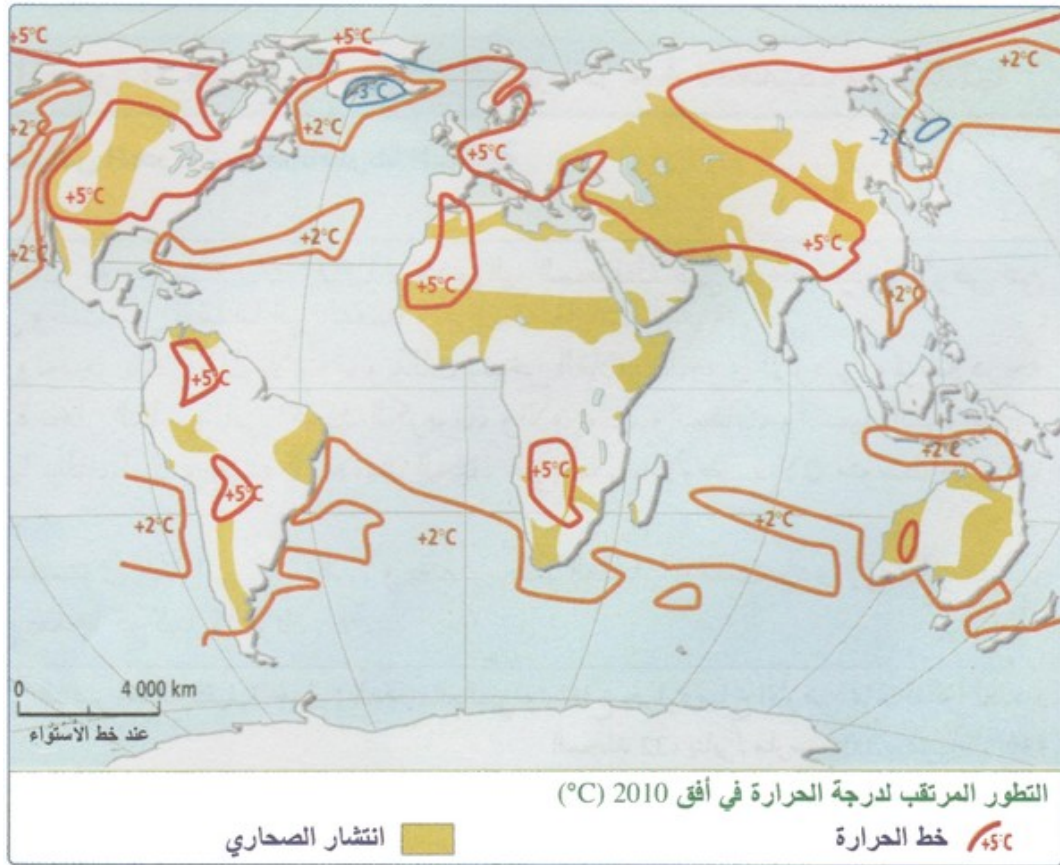 +5°C
+5°C
+2°C
-3°C
+2°C
+2°C
-2°C
+5°C
+5°C
+2°C
+2°C
+5°C
+5°C
+2°C
+5°C
+2°C
+5°C
+5°C
+2°C
+2°C
+2°C
0 4 000 km
عند خط الاستواء
التطور المرتقب لدرجة الحرارة في أفق 2010 (°C)
+5°C خط الحرارة
انتشار الصحاري